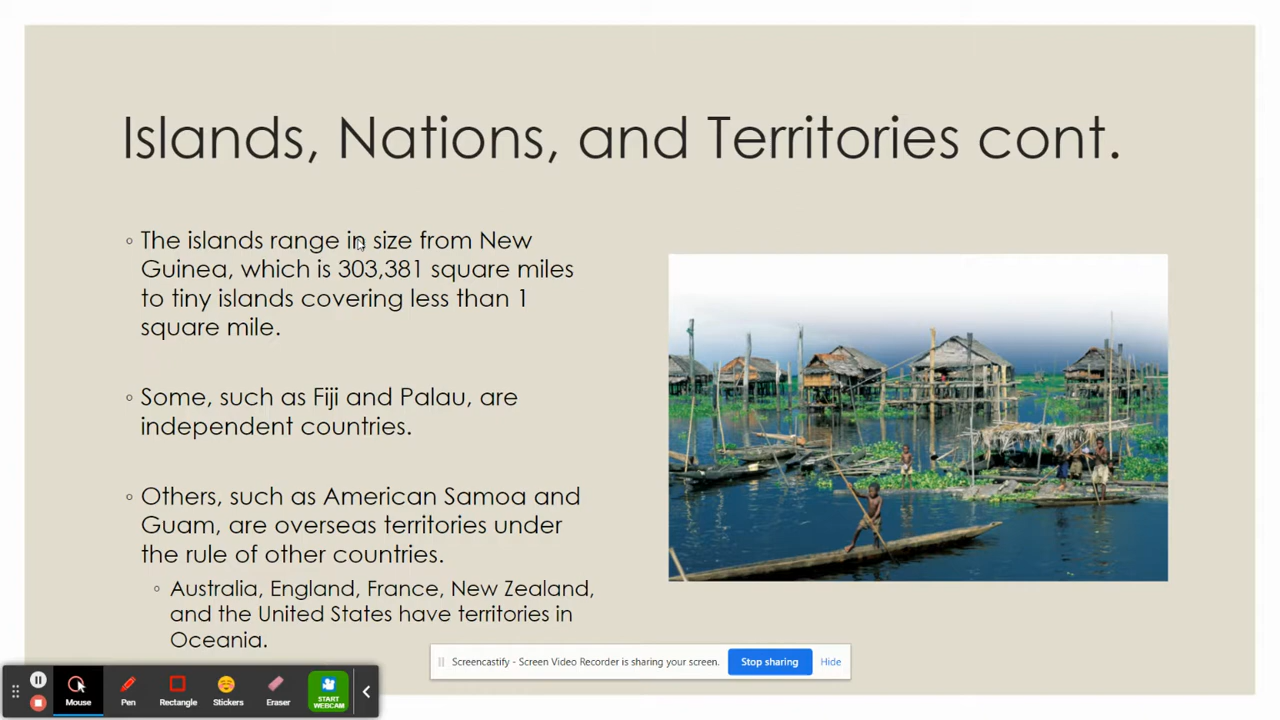 Islands, Nations, and Territories cont.
The islands range in size from New
Guinea, which is 303,381 square miles
to tiny islands covering less than 1
square mile.
Some, such as Fiji and Palau, are
independent countries.
Others, such as American Samoa and
Guam, are overseas territories under
the rule of other countries.
Australia, England, France, New Zealand,
and the United States have territories in
Oceania.
Screencastify - Screen Video Recorder is sharing your screen.
Stop sharing
Hide
Mouse
Pen
Rectangle
Stickers
Eraser
START
WEBCAM